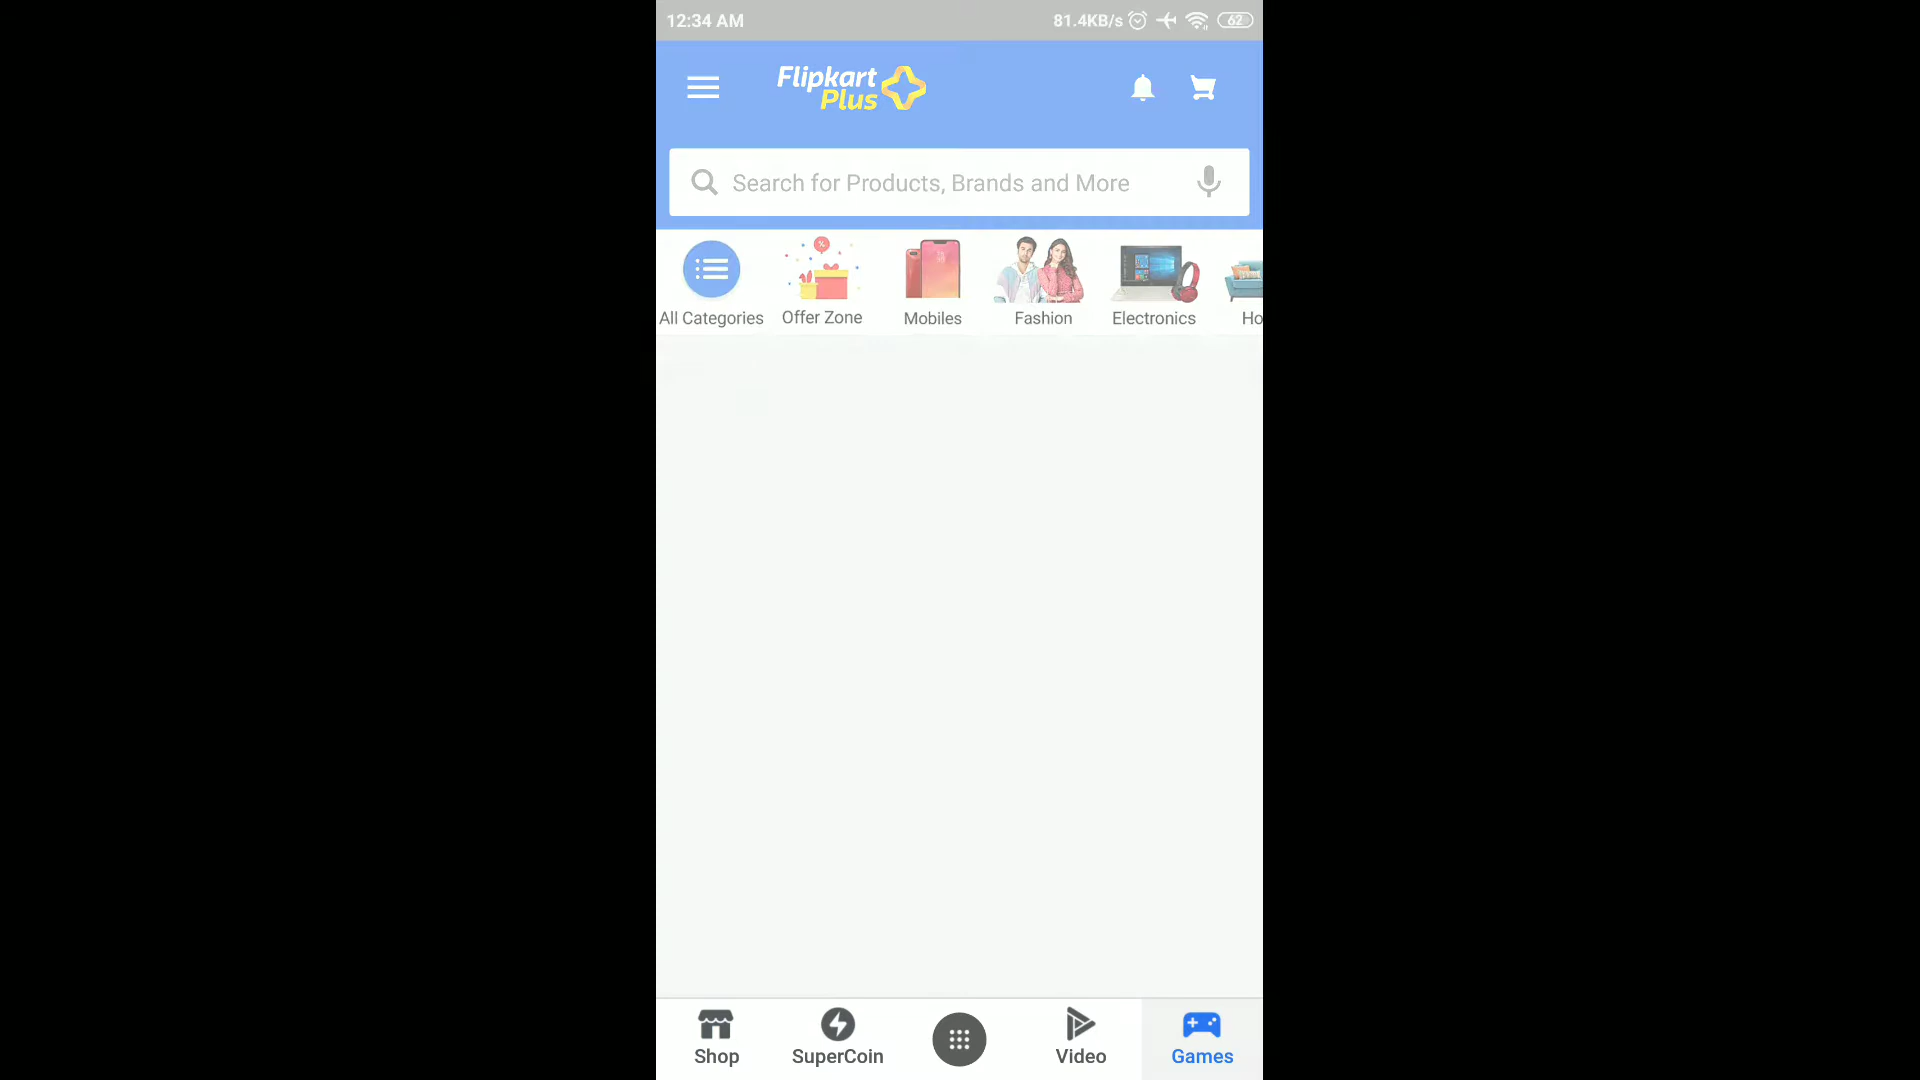 12:34 AM
81.4KB/s
62
Flipkart
Plus
Search for Products, Brands and More
%
All Categories
Offer Zone
Mobiles
Fashion
Electronics
Ho
Shop
SuperCoin
Video
Games